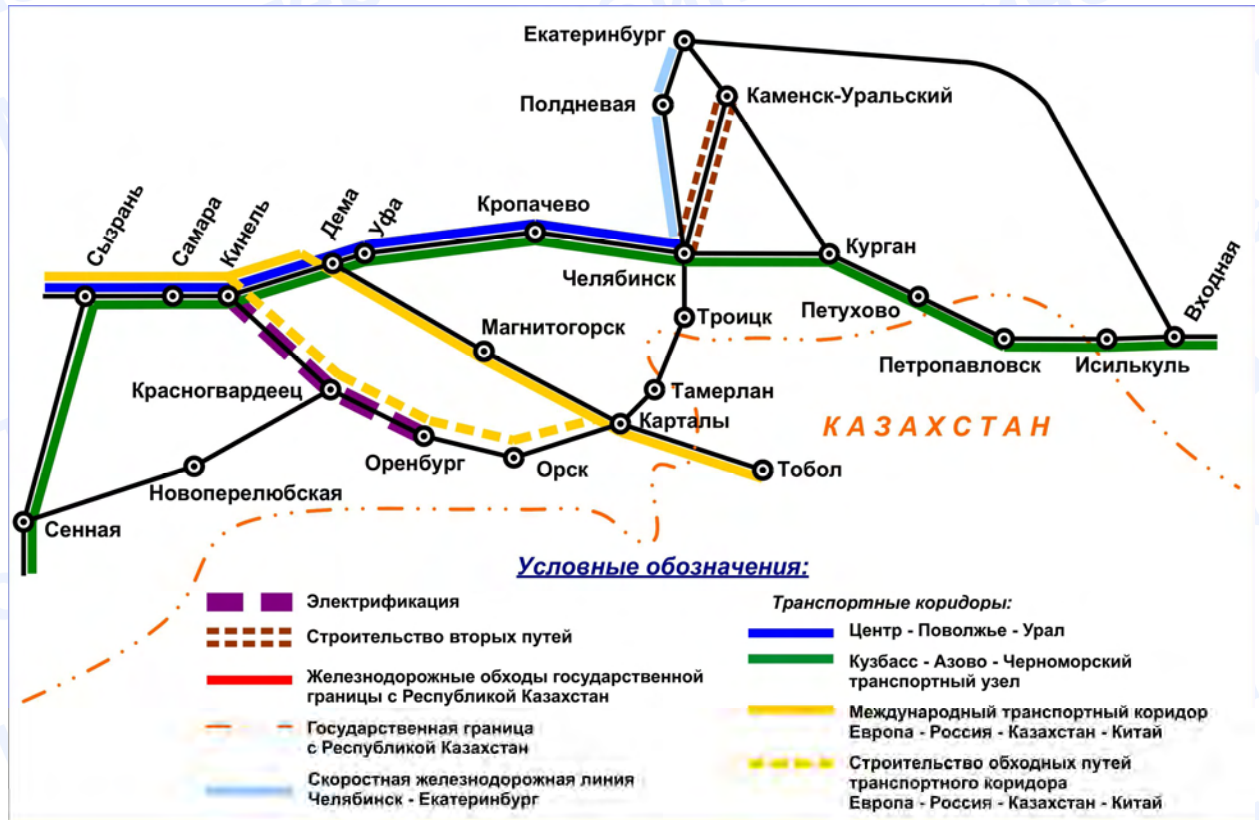 Екатеринбург
Полдневая
Каменск-Уральский
Сызрань
Самара
Кинель
Дема
Уфа
Кропачево
Челябинск
Курган
Входная
Троицк
Петухово
Магнитогорск
Петропавловск
Исилькуль
Красногвардеец
Тамерлан
Карталы
КАЗАХСТАН
Оренбург
Орск
Тобол
Новоперелюбская
Сенная
Условные обозначения:
Электрификация
Строительство вторых путей
Железнодорожные обходы государственной
границы с Республикой Казахстан
Государственная граница
с Республикой Казахстан
Скоростная железнодорожная линия
Челябинск - Екатеринбург
Транспортные коридоры:
Центр - Поволжье - Урал
Кузбасс - Азово - Черноморский
транспортный узел
Международный транспортный коридор
Европа - Россия - Казахстан - Китай
Строительство обходных путей
транспортного коридора
Европа - Россия - Казахстан - Китай